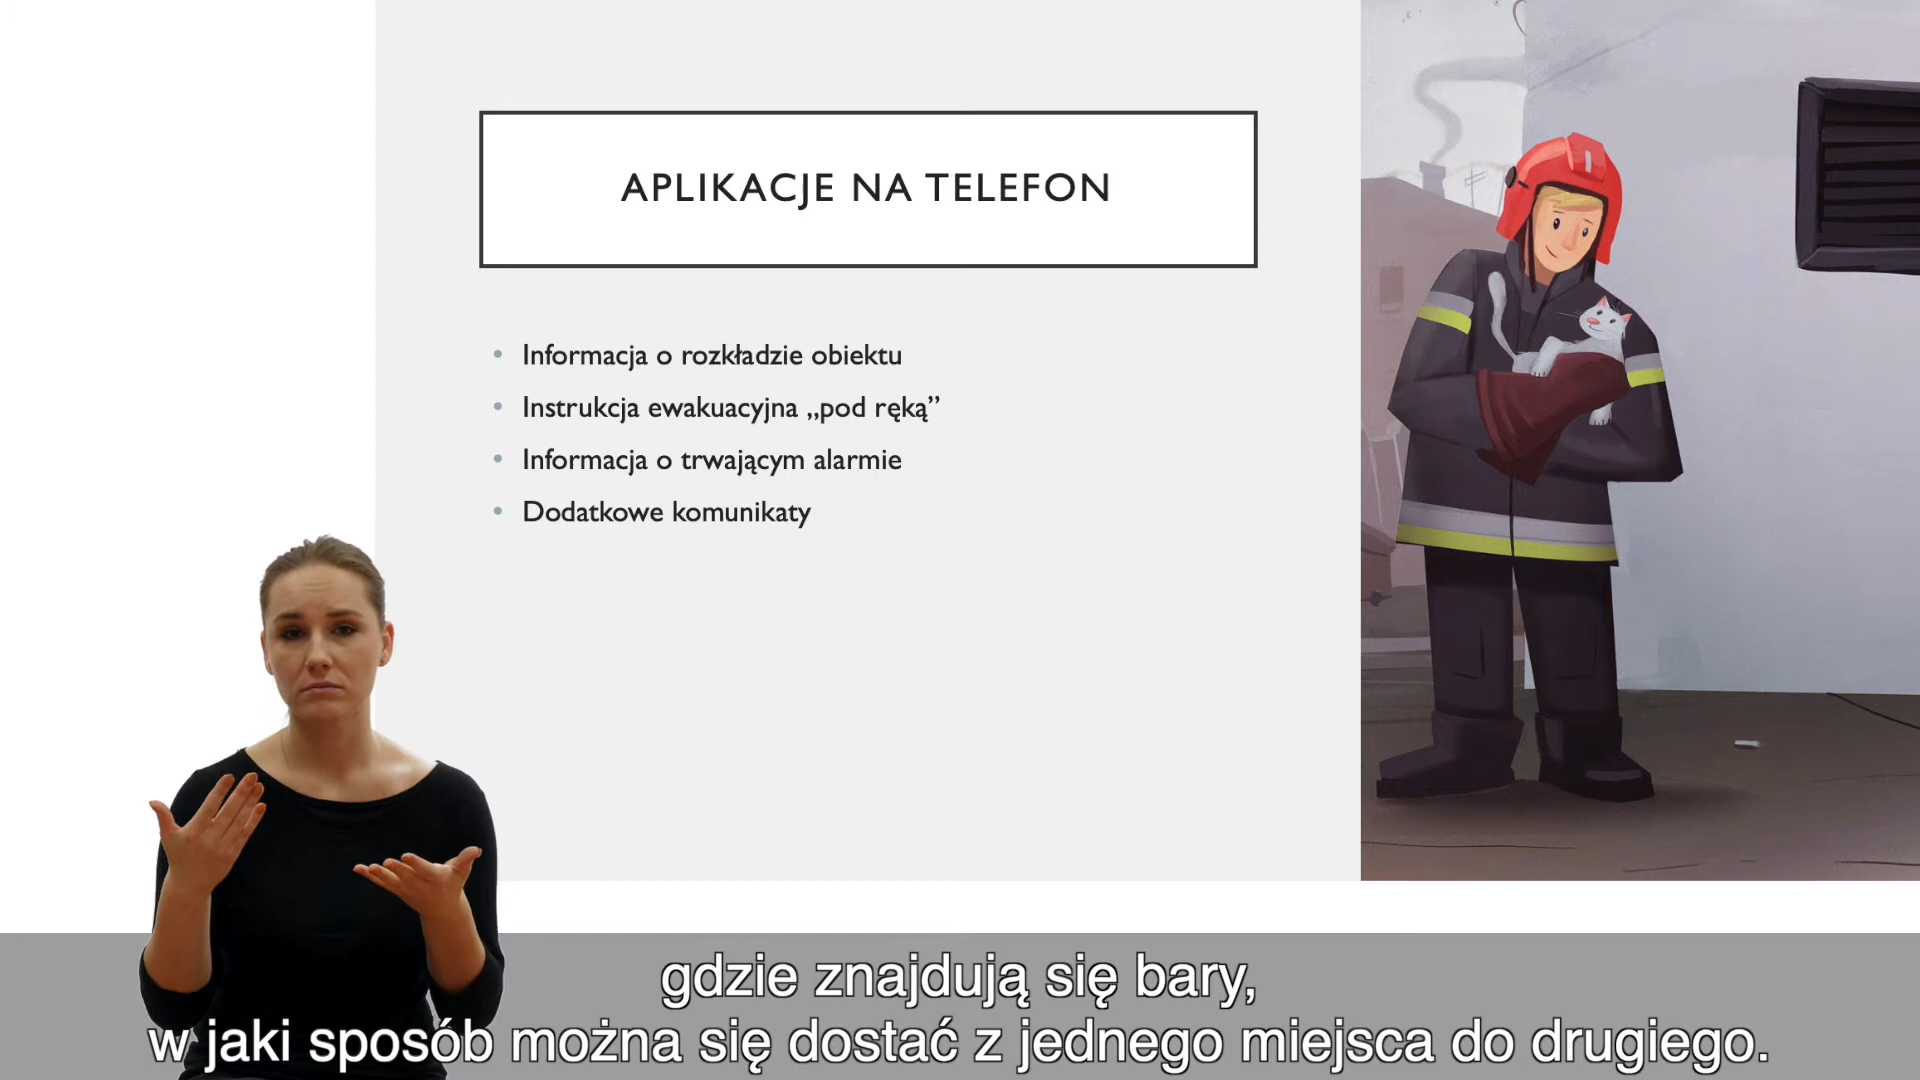 APLIKACJE NA TELEFON
• Informacja o rozkładzie obiektu
• Instrukcja ewakuacyjna „pod ręką”
• Informacja o trwającym alarmie
• Dodatkowe komunikaty
gdzie znajdują się bary,
w jaki sposób można się dostać z jednego miejsca do drugiego.